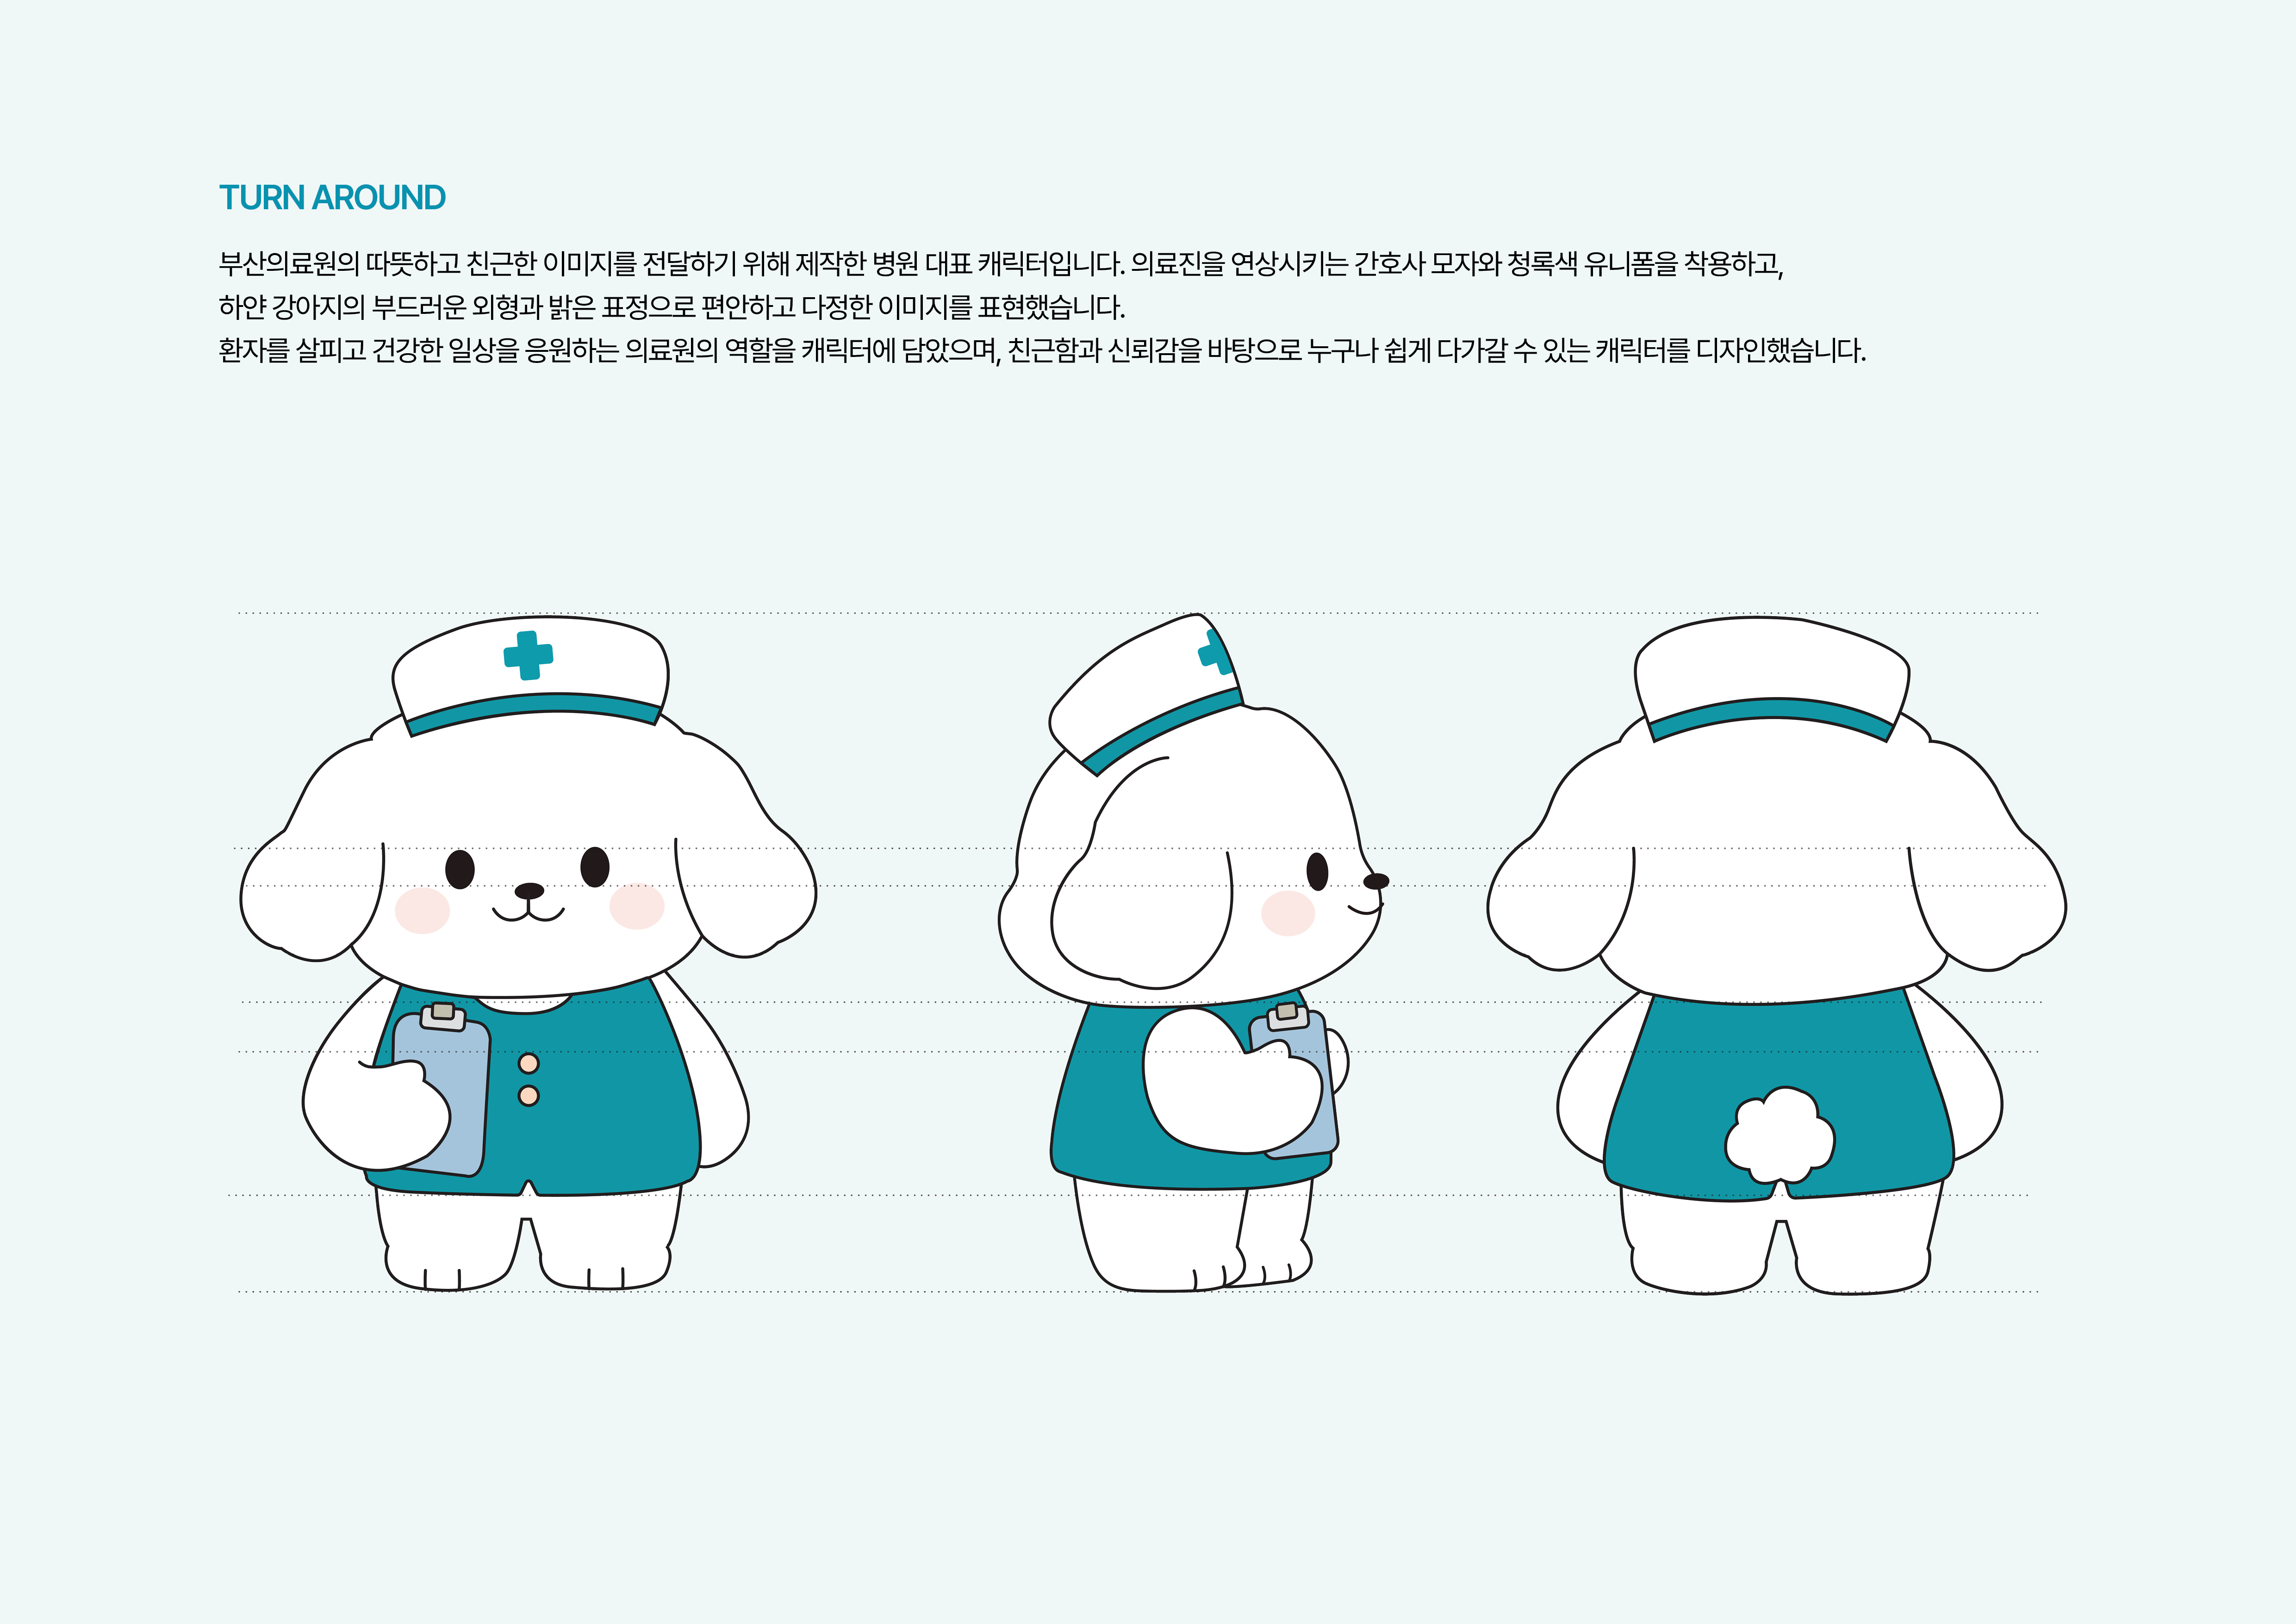 TURN AROUND
부산의료원의 따뜻하고 친근한 이미지를 전달하기 위해 제작한 병원 대표 캐릭터입니다. 의료진을 연상시키는 간호사 모자와 청록색 유니폼을 착용하고,
하얀 강아지의 부드러운 외형과 밝은 표정으로 편안하고 다정한 이미지를 표현했습니다.
환자를 살피고 건강한 일상을 응원하는 의료원의 역할을 캐릭터에 담았으며, 친근함과 신뢰감을 바탕으로 누구나 쉽게 다가갈 수 있는 캐릭터를 디자인했습니다.